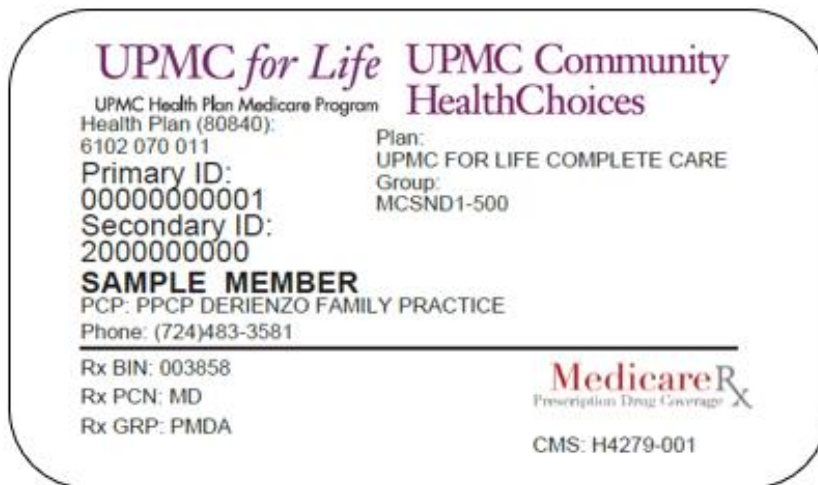 UPMC for Life
UPMC Health Plan Medicare Program
UPMC Community
HealthChoices
Health Plan (80840):
6102 070 011
Primary ID:
00000000001
Secondary ID:
2000000000
Plan:
UPMC FOR LIFE COMPLETE CARE
Group:
MCSND1-500
SAMPLE MEMBER
PCP: PPCP DERIENZO FAMILY PRACTICE
Phone: (724)483-3581
Rx BIN: 003858
Rx PCN: MD
Rx GRP: PMDA
MedicareRx
Prescription Drug Coverage
CMS: H4279-001